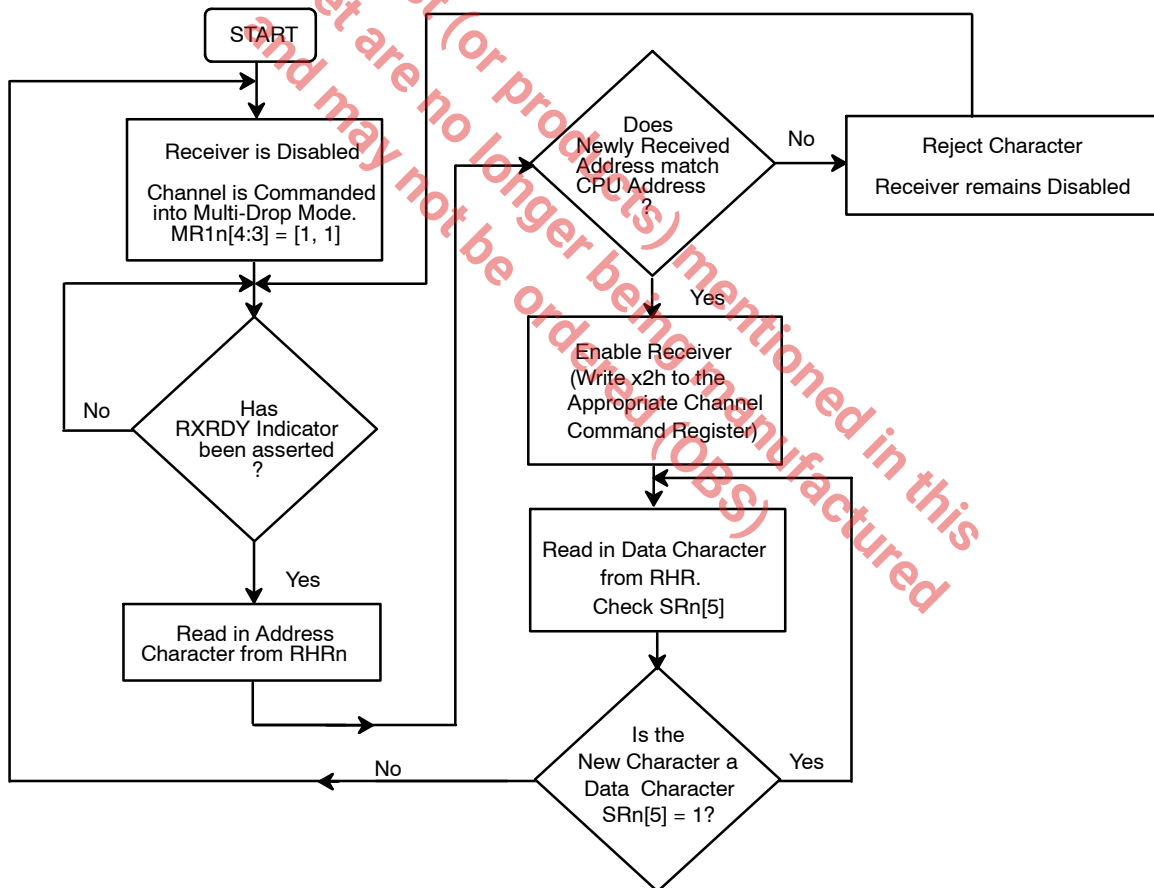 START
Receiver is Disabled
Channel is Commanded
into Multi-Drop Mode.
MR1n[4:3] = [1, 1]
No
Has
RXRDY Indicator
been asserted
?
Yes
Read in Address
Character from RHRn
Does
Newly Received
Address match
CPU Address
?
No
Reject Character
Receiver remains Disabled
Yes
Enable Receiver
(Write x2h to the
Appropriate Channel
Command Register)
Read in Data Character
from RHR.
Check SRn[5]
Is the
New Character a
Data Character
SRn[5] = 1?
Yes
No
(or products) mentioned in this
et are no longer being manufactured
and may not be ordered (OBS)